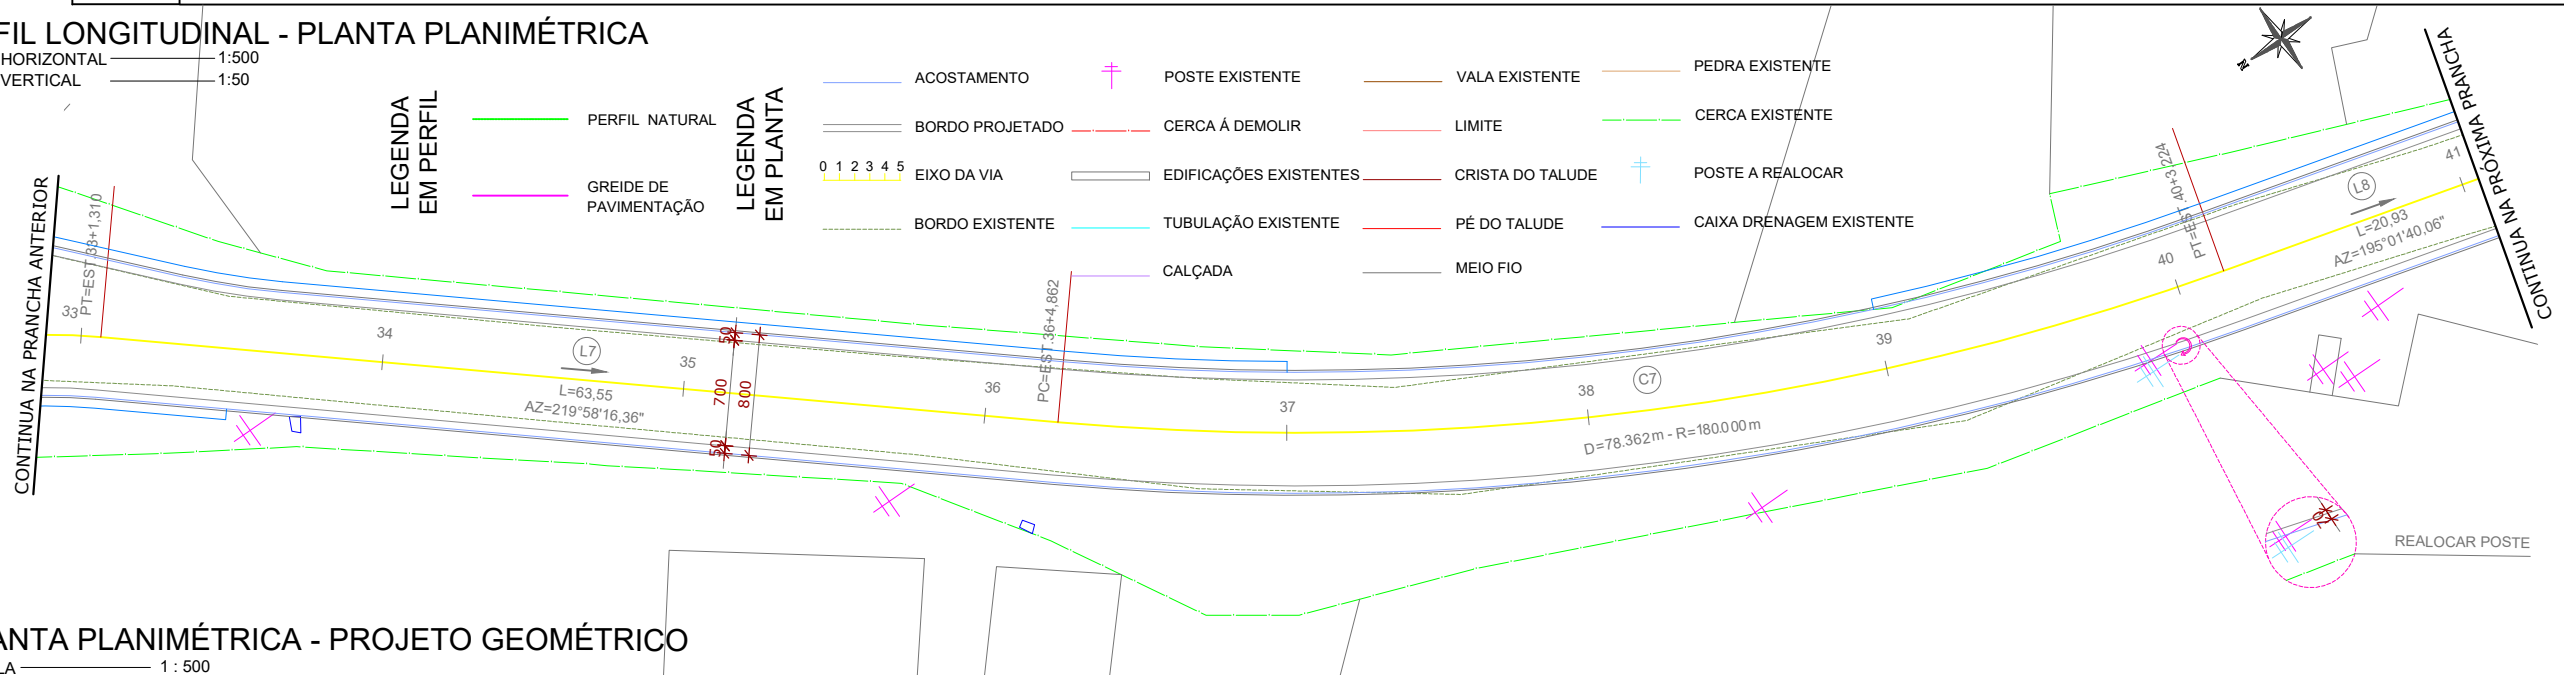 FIL LONGITUDINAL - PLANTA PLANIMÉTRICA
HORIZONTAL 1:500
VERTICAL 1:50
LEGENDA
EM PERFIL
PERFIL NATURAL
GREIDE DE
PAVIMENTAÇÃO
LEGENDA
EM PLANTA
ACOSTAMENTO
BORDO PROJETADO
0 1 2 3 4 5 EIXO DA VIA
BORDO EXISTENTE
POSTE EXISTENTE
CERCA Á DEMOLIR
EDIFICAÇÕES EXISTENTES
TUBULAÇÃO EXISTENTE
CALÇADA
VALA EXISTENTE
LIMITE
CRISTA DO TALUDE
PÉ DO TALUDE
MEIO FIO
PEDRA EXISTENTE
CERCA EXISTENTE
POSTE A REALOCAR
CAIXA DRENAGEM EXISTENTE
N
CONTINUA NA PRANCHA ANTERIOR
33
PT=EST.33+1,310
34
L7
L=63,55
AZ=219°58'16,36"
35
50
700
800
50
36
PC=EST.36+4,862
37
38
C7
D=78.362m - R=180.000m
39
40
PT=EST.40+3,224
L8
L=20,93
AZ=195°01'40,06"
41
CONTINUA NA PRÓXIMA PRANCHA
REALOCAR POSTE
ANTA PLANIMÉTRICA - PROJETO GEOMÉTRICO
LA 1 : 500